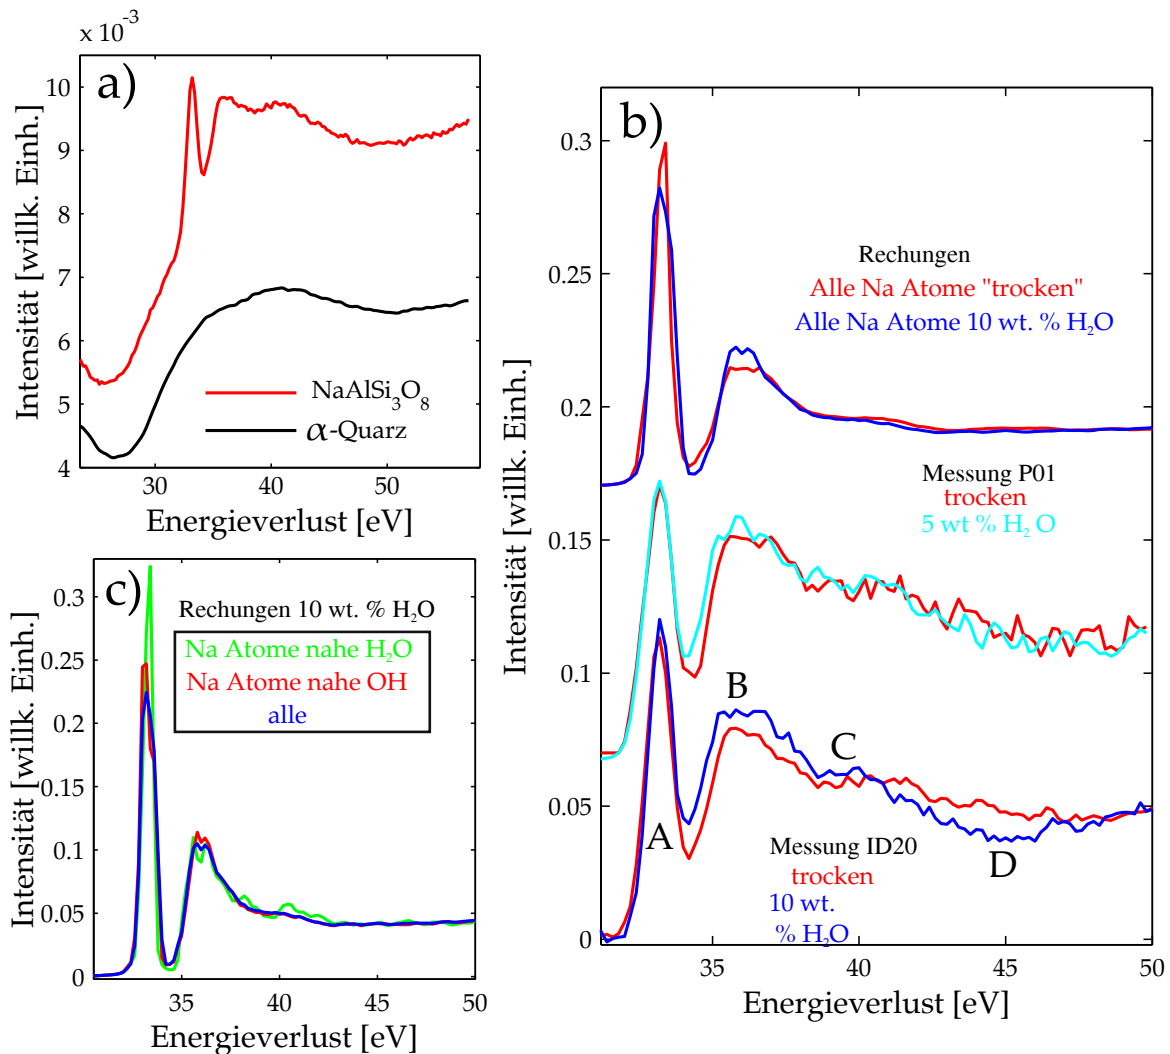 x 10⁻³
a)
10
9
8
7
6
5
4
Intensität [willk. Einh.]
NaAlSi₃O₈
α-Quarz
30
40
50
Energieverlust [eV]
b)
0.3
0.25
0.2
0.15
0.1
0.05
0
Intensität [willk. Einh.]
Rechungen
Alle Na Atome "trocken"
Alle Na Atome 10 wt. % H₂O
Messung P01
trocken
5 wt % H₂ O
A
B
C
D
Messung ID20
trocken
10 wt.
% H₂O
35
40
45
50
Energieverlust [eV]
c)
0.3
0.25
0.2
0.15
0.1
0.05
0
Intensität [willk. Einh.]
Rechungen 10 wt. % H₂O
Na Atome nahe H₂O
Na Atome nahe OH
alle
35
40
45
50
Energieverlust [eV]